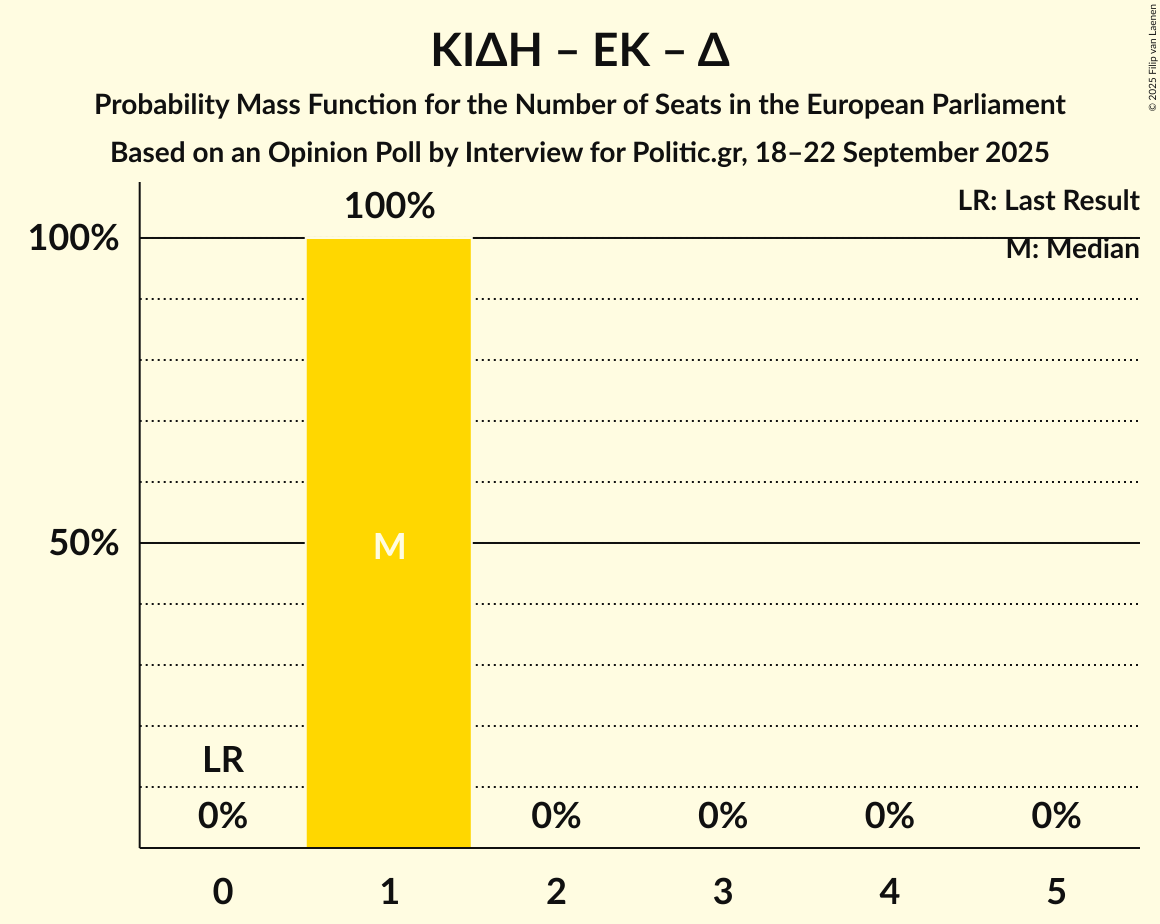 ΚΙΔΗ – ΕΚ – Δ
Probability Mass Function for the Number of Seats in the European Parliament
Based on an Opinion Poll by Interview for Politic.gr, 18–22 September 2025
© 2025 Filip van Laenen
LR: Last Result
M: Median
100%
100%
50%
M
LR
0%
0%
0%
0%
0%
0
1
2
3
4
5